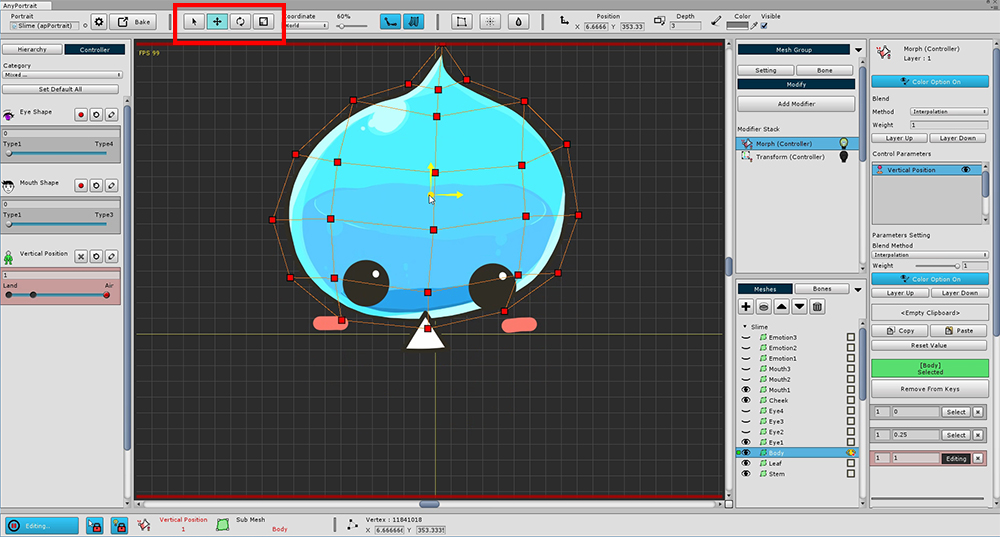 AnyPortrait
Portrait
Slime (apPortrait)
Bake
Coordinate
World
60%
Position
X 6.6666 Y 353.33
Depth
3
Color
Visible
Hierarchy
Controller
Category
Mixed ...
Set Default All
Eye Shape
0
Type1 Type4
Mouth Shape
0
Type1 Type3
Vertical Position
1
Land Air
FPS 99
Mesh Group
Setting
Bone
Modify
Add Modifier
Modifier Stack
Morph (Controller)
Transform (Controller)
Meshes
Bones
Slime
Emotion3
Emotion2
Emotion1
Mouth3
Mouth2
Mouth1
Cheek
Eye4
Eye3
Eye2
Eye1
Body
Leaf
Stem
Morph (Controller)
Layer : 1
Color Option On
Blend
Method Interpolation
Weight 1
Layer Up
Layer Down
Control Parameters
Vertical Position
Parameters Setting
Blend Method
Interpolation
Weight 1
Color Option On
Layer Up
Layer Down
<Empty Clipboard>
Copy
Paste
Reset Value
[Body]
Selected
Remove From Keys
1 0 Select
1 0.25 Select
1 1 Editing
Editing..
Vertical Position
1
Sub Mesh
Body
Vertex : 11841018
X 6.66666 Y 353.333